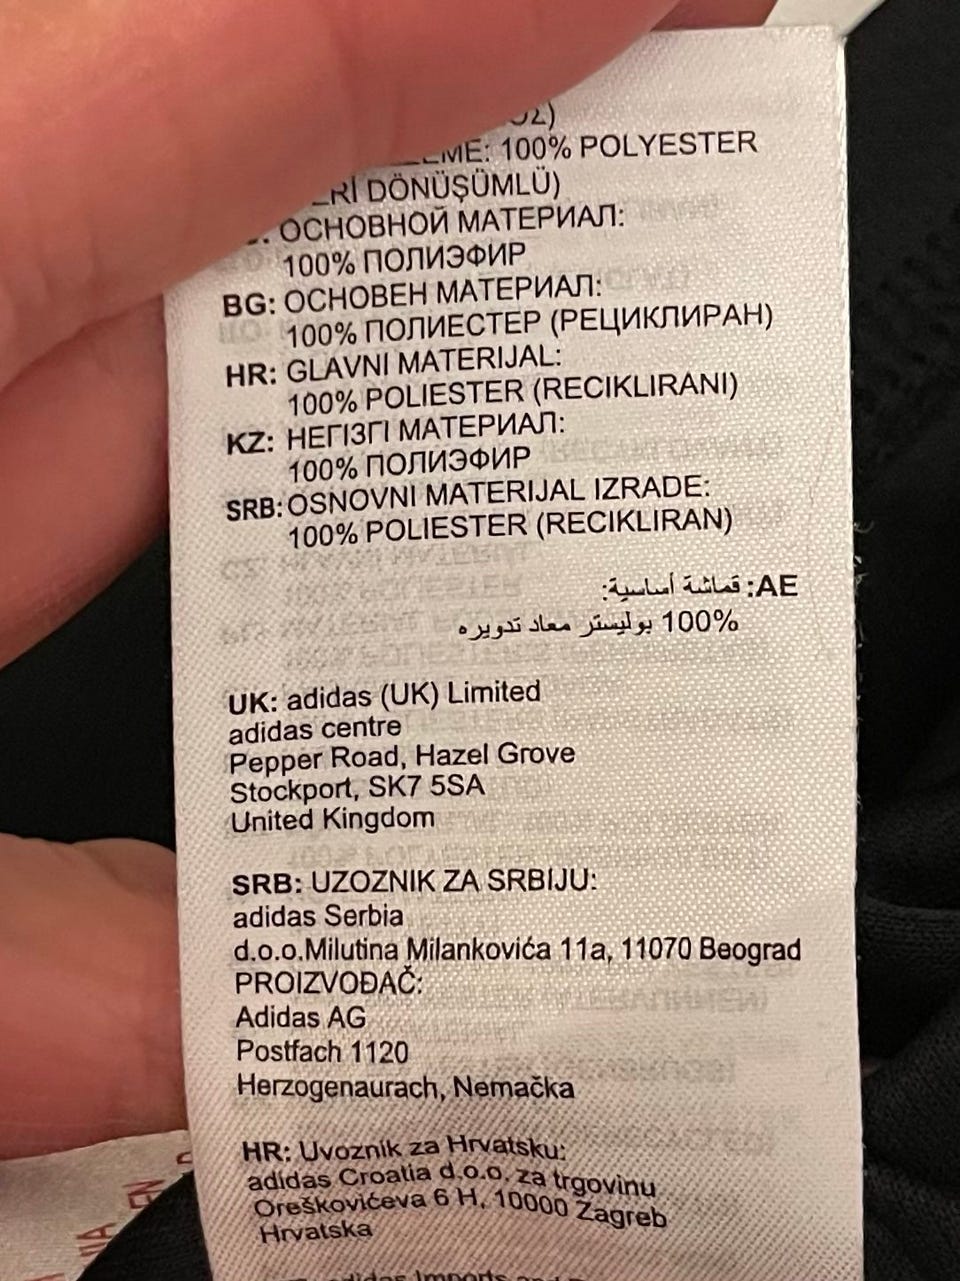 100% POLYESTER
DÖNÜŞÜMLÜ)
ОСНОВНОЙ МАТЕРИАЛ:
100% ПОЛИЭФИР
BG: ОСНОВЕН МАТЕРИАЛ:
100% ПОЛИЕСТЕР (РЕЦИКЛИРАН)
HR: GLAVNI MATERIJAL:
100% POLIESTER (RECIKLIRANI)
KZ: НЕГІЗГІ МАТЕРИАЛ:
100% ПОЛИЭФИР
SRB: OSNOVNI MATERIJAL IZRADE:
100% POLIESTER (RECIKLIRAN)
AE: قماشة أساسية:
100% بوليستر معاد تدويره
UK: adidas (UK) Limited
adidas centre
Pepper Road, Hazel Grove
Stockport, SK7 5SA
United Kingdom
SRB: UZOZNIK ZA SRBIJU:
adidas Serbia
d.o.o.Milutina Milankovića 11a, 11070 Beograd
PROIZVOĐAČ:
Adidas AG
Postfach 1120
Herzogenaurach, Nemačka
HR: Uvoznik za Hrvatsku:
adidas Croatia d.o.o. za trgovinu
Oreškovićeva 6 H, 10000 Zagreb
Hrvatska
adidas Imports and